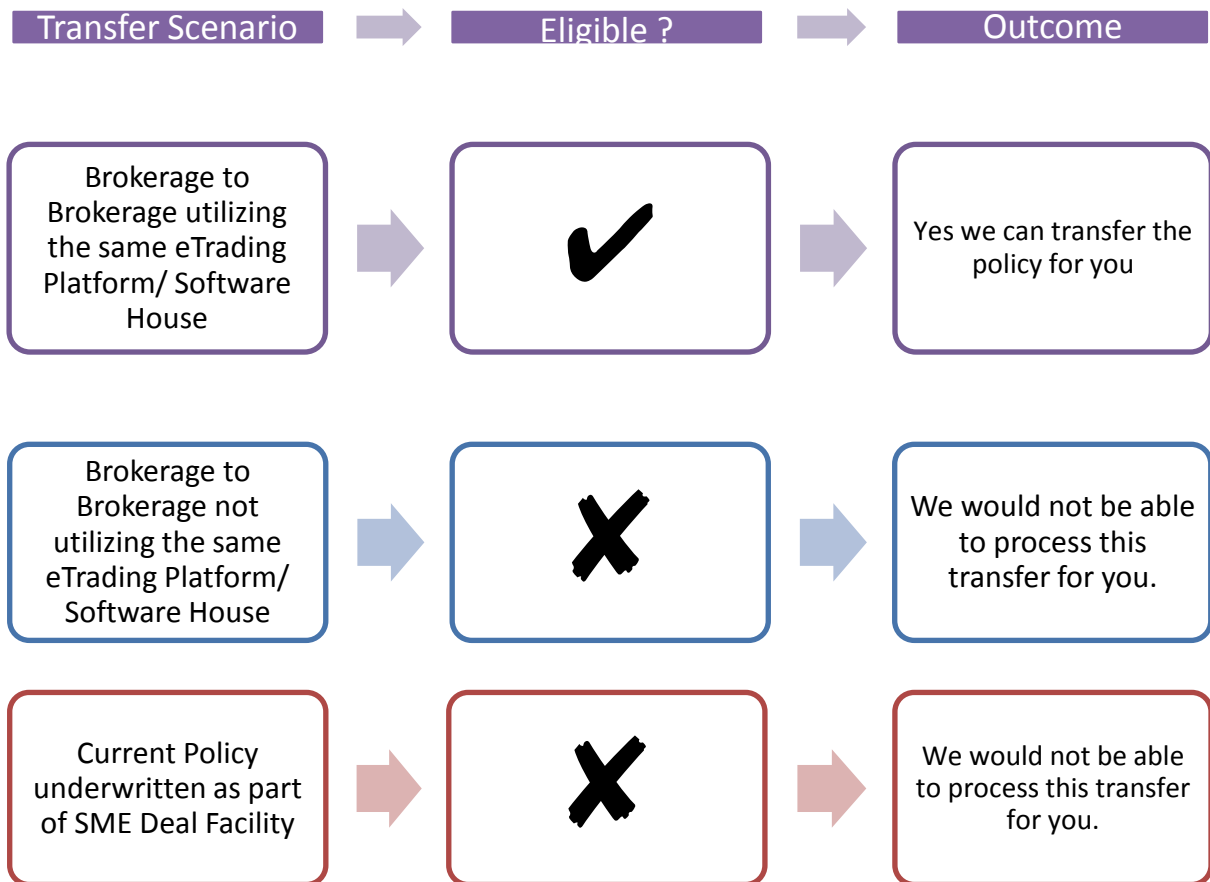 Transfer Scenario
Eligible ?
Outcome
Brokerage to
Brokerage utilizing
the same eTrading
Platform/ Software
House
Yes we can transfer the
policy for you
Brokerage to
Brokerage not
utilizing the same
eTrading Platform/
Software House
We would not be able
to process this
transfer for you.
Current Policy
underwritten as part
of SME Deal Facility
We would not be able
to process this transfer
for you.